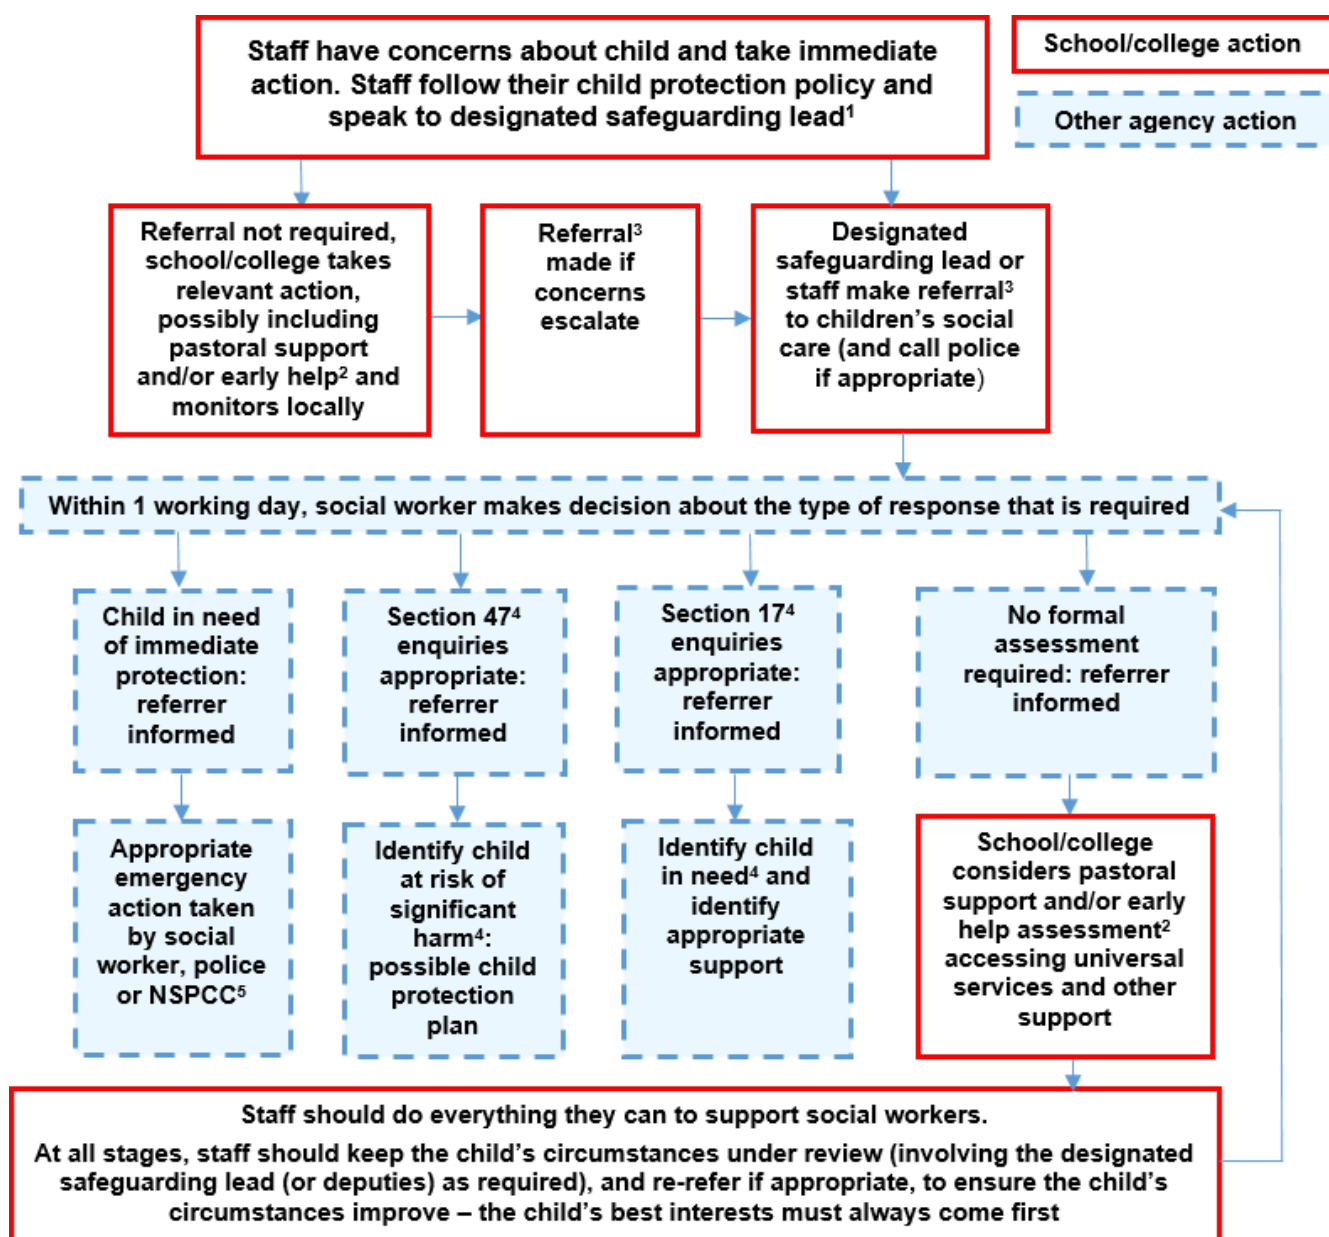 Staff have concerns about child and take immediate
action. Staff follow their child protection policy and
speak to designated safeguarding lead¹
School/college action
Other agency action
Referral not required,
school/college takes
relevant action,
possibly including
pastoral support
and/or early help² and
monitors locally
Referral³
made if
concerns
escalate
Designated
safeguarding lead or
staff make referral³
to children’s social
care (and call police
if appropriate)
Within 1 working day, social worker makes decision about the type of response that is required
Child in need
of immediate
protection:
referrer
informed
Section 47⁴
enquiries
appropriate:
referrer
informed
Section 17⁴
enquiries
appropriate:
referrer
informed
No formal
assessment
required: referrer
informed
Appropriate
emergency
action taken
by social
worker, police
or NSPCC⁵
Identify child
at risk of
significant
harm⁴:
possible child
protection
plan
Identify child
in need⁴ and
identify
appropriate
support
School/college
considers pastoral
support and/or early
help assessment²
accessing universal
services and other
support
Staff should do everything they can to support social workers.
At all stages, staff should keep the child’s circumstances under review (involving the designated
safeguarding lead (or deputies) as required), and re-refer if appropriate, to ensure the child’s
circumstances improve – the child’s best interests must always come first